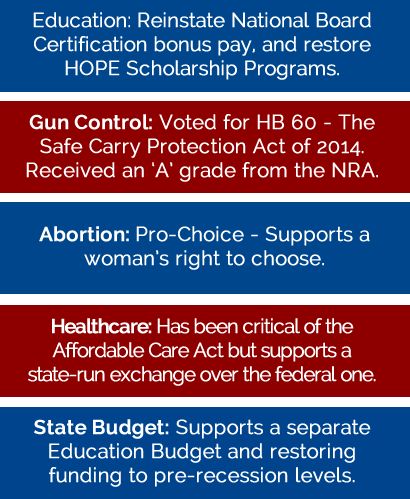 Education: Reinstate National Board
Certification bonus pay, and restore
HOPE Scholarship Programs.
Gun Control: Voted for HB 60 - The
Safe Carry Protection Act of 2014.
Received an 'A' grade from the NRA.
Abortion: Pro-Choice - Supports a
woman's right to choose.
Healthcare: Has been critical of the
Affordable Care Act but supports a
state-run exchange over the federal one.
State Budget: Supports a separate
Education Budget and restoring
funding to pre-recession levels.